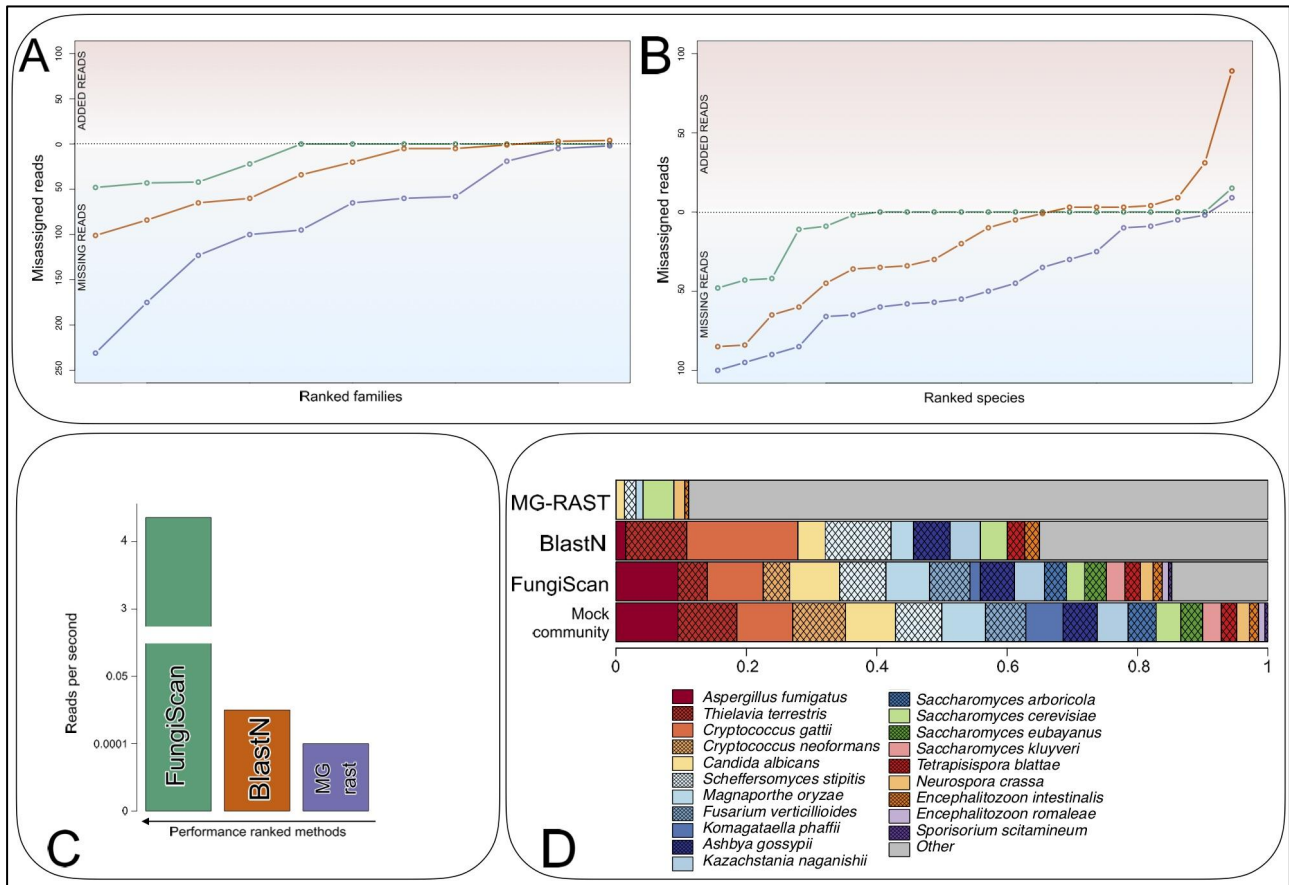 A
100
50
0
50
100
150
200
250
ADDED READS
MISSING READS
Misassigned reads
Ranked families
B
100
50
0
50
100
ADDED READS
MISSING READS
Misassigned reads
Ranked species
C
Reads per second
4
3
0.05
0.0001
0
FungiScan
BlastN
MG
rast
Performance ranked methods
D
MG-RAST
BlastN
FungiScan
Mock
community
0 0.2 0.4 0.6 0.8 1
Aspergillus fumigatus
Thielavia terrestris
Cryptococcus gattii
Cryptococcus neoformans
Candida albicans
Scheffersomyces stipitis
Magnaporthe oryzae
Fusarium verticillioides
Komagataella phaffii
Ashbya gossypii
Kazachstania naganishii
Saccharomyces arboricola
Saccharomyces cerevisiae
Saccharomyces eubayanus
Saccharomyces kluyveri
Tetrapisispora blattae
Neurospora crassa
Encephalitozoon intestinalis
Encephalitozoon romaleae
Sporisorium scitamineum
Other